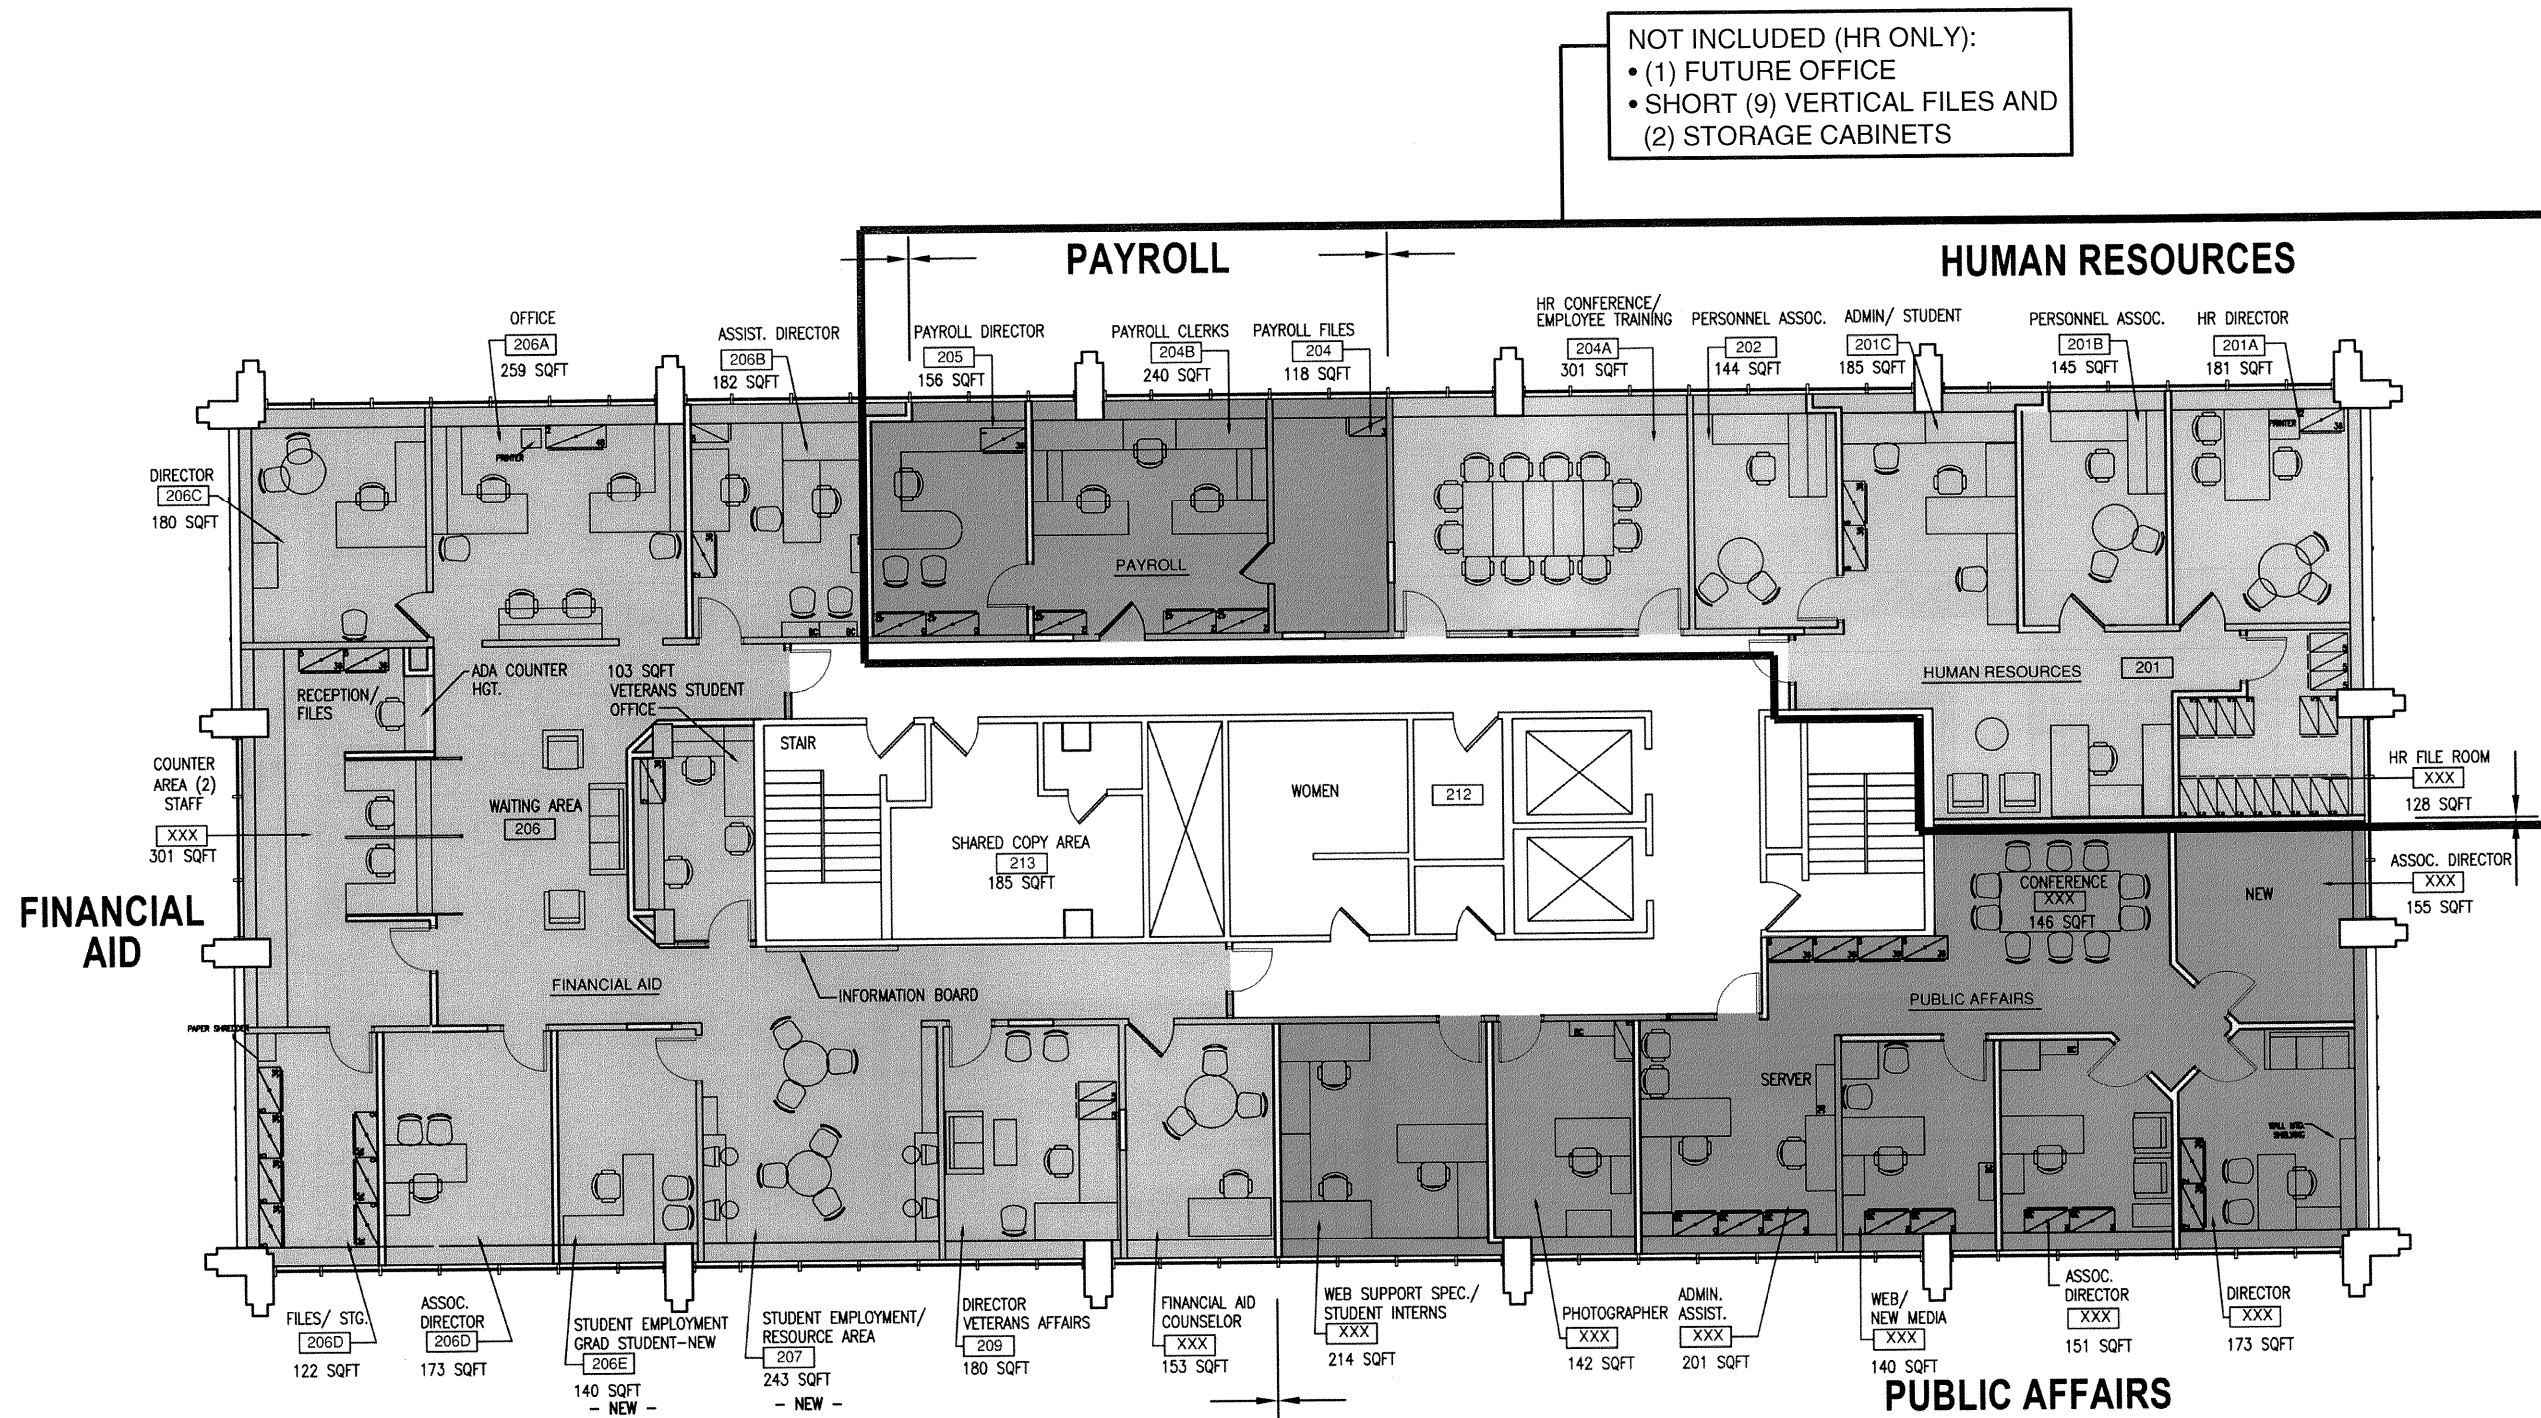 NOT INCLUDED (HR ONLY):
• (1) FUTURE OFFICE
• SHORT (9) VERTICAL FILES AND
(2) STORAGE CABINETS
PAYROLL
HUMAN RESOURCES
OFFICE
206A
259 SQFT
ASSIST. DIRECTOR
206B
182 SQFT
PAYROLL DIRECTOR
205
156 SQFT
PAYROLL CLERKS
204B
240 SQFT
PAYROLL FILES
204
118 SQFT
HR CONFERENCE/
EMPLOYEE TRAINING
204A
301 SQFT
PERSONNEL ASSOC.
202
144 SQFT
ADMIN/ STUDENT
201C
185 SQFT
PERSONNEL ASSOC.
201B
145 SQFT
HR DIRECTOR
201A
181 SQFT
DIRECTOR
206C
180 SQFT
PRINTER
PRINTER
PAYROLL
RECEPTION/
FILES
ADA COUNTER
HGT.
103 SQFT
VETERANS STUDENT
OFFICE
HUMAN RESOURCES
201
STAIR
COUNTER
AREA (2)
STAFF
XXX
301 SQFT
WAITING AREA
206
SHARED COPY AREA
213
185 SQFT
WOMEN
212
HR FILE ROOM
XXX
128 SQFT
CONFERENCE
XXX
146 SQFT
NEW
ASSOC. DIRECTOR
XXX
155 SQFT
FINANCIAL
AID
FINANCIAL AID
INFORMATION BOARD
PUBLIC AFFAIRS
PAPER SHREDDER
SERVER
WALL MTD.
SHELVING
FILES/ STG.
206D
122 SQFT
ASSOC.
DIRECTOR
206D
173 SQFT
STUDENT EMPLOYMENT
GRAD STUDENT-NEW
206E
140 SQFT
- NEW -
STUDENT EMPLOYMENT/
RESOURCE AREA
207
243 SQFT
- NEW -
DIRECTOR
VETERANS AFFAIRS
209
180 SQFT
FINANCIAL AID
COUNSELOR
XXX
153 SQFT
WEB SUPPORT SPEC./
STUDENT INTERNS
XXX
214 SQFT
PHOTOGRAPHER
XXX
142 SQFT
ADMIN.
ASSIST.
XXX
201 SQFT
WEB/
NEW MEDIA
XXX
140 SQFT
ASSOC.
DIRECTOR
XXX
151 SQFT
DIRECTOR
XXX
173 SQFT
PUBLIC AFFAIRS